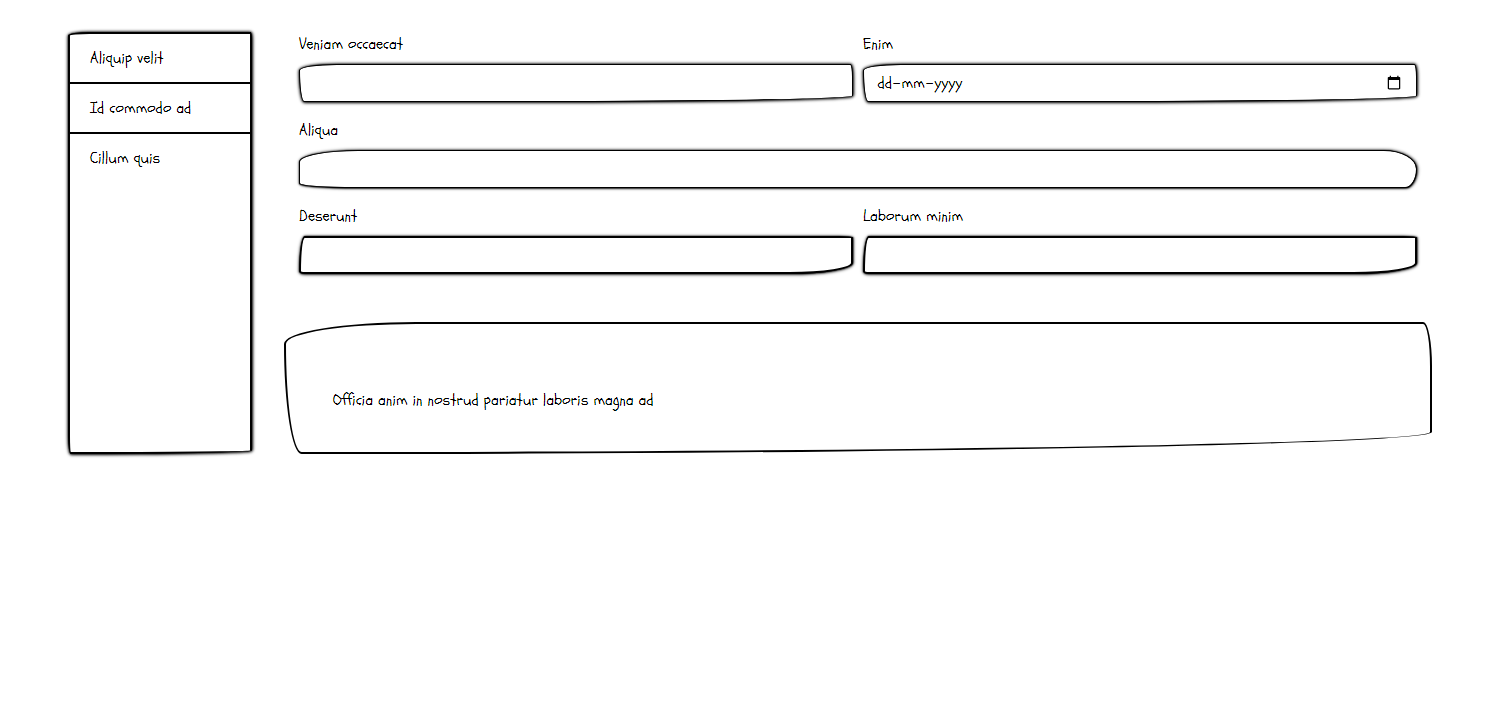 Aliquip velit
Id commodo ad
Cillum quis
Veniam occaecat
Enim
dd-mm-yyyy
Aliqua
Deserunt
Laborum minim
Officia anim in nostrud pariatur laboris magna ad